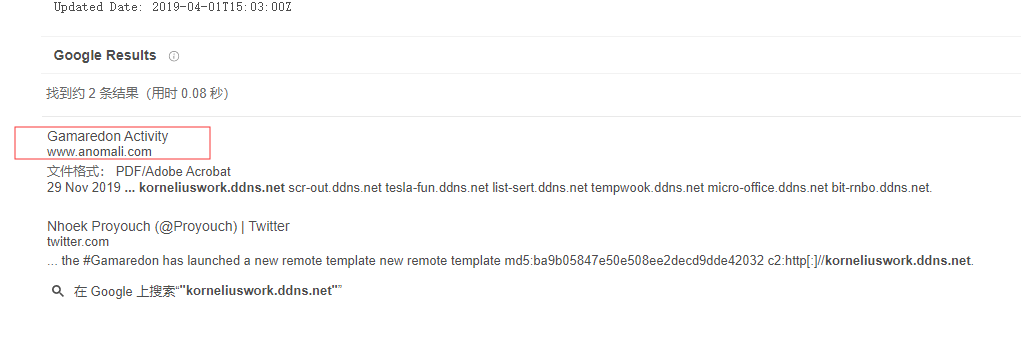 Updated Date: 2019-04-01T15:03:00Z
Google Results
找到约 2 条结果（用时 0.08 秒）
Gamaredon Activity
www.anomali.com
文件格式： PDF/Adobe Acrobat
29 Nov 2019 ... korneliuswork.ddns.net scr-out.ddns.net tesla-fun.ddns.net list-sert.ddns.net tempwook.ddns.net micro-office.ddns.net bit-rnbo.ddns.net.
Nhoek Proyouch (@Proyouch) | Twitter
twitter.com
... the #Gamaredon has launched a new remote template new remote template md5:ba9b05847e50e508ee2decd9dde42032 c2:http[:]//korneliuswork.ddns.net.
在 Google 上搜索“"korneliuswork.ddns.net"”